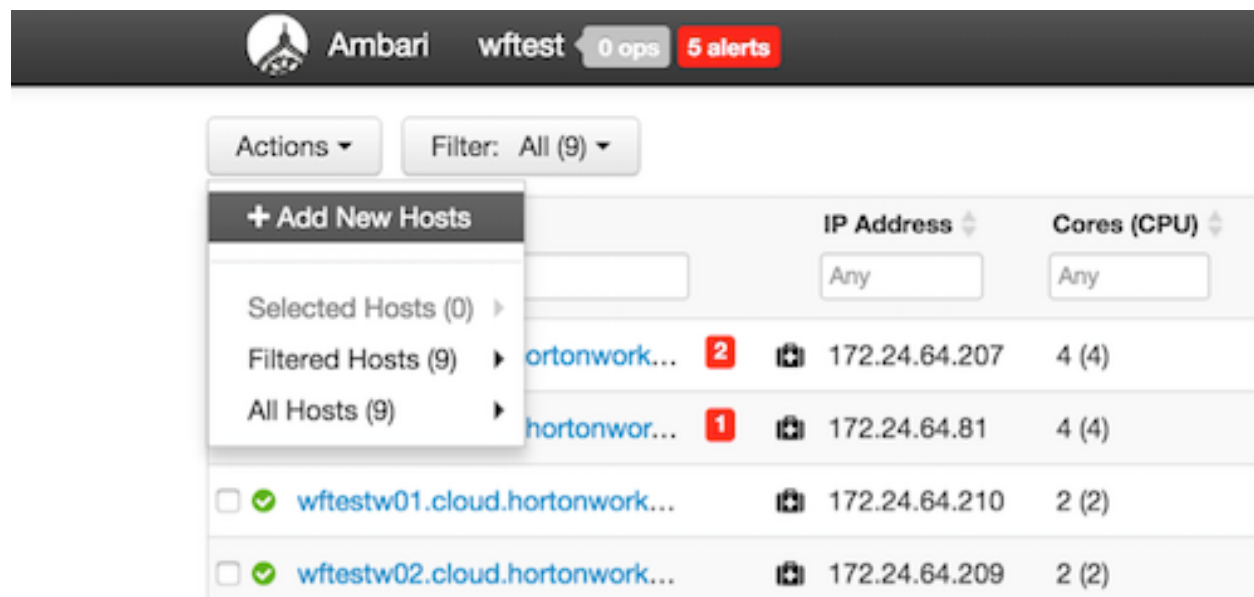 Ambari wftest 0 ops 5 alerts
Actions Filter: All (9)
+ Add New Hosts
IP Address Cores (CPU)
Any Any
Selected Hosts (0)
Filtered Hosts (9)
ortonwork... 2 172.24.64.207 4 (4)
All Hosts (9)
hortonwor... 1 172.24.64.81 4 (4)
wftestw01.cloud.hortonwork... 172.24.64.210 2 (2)
wftestw02.cloud.hortonwork... 172.24.64.209 2 (2)